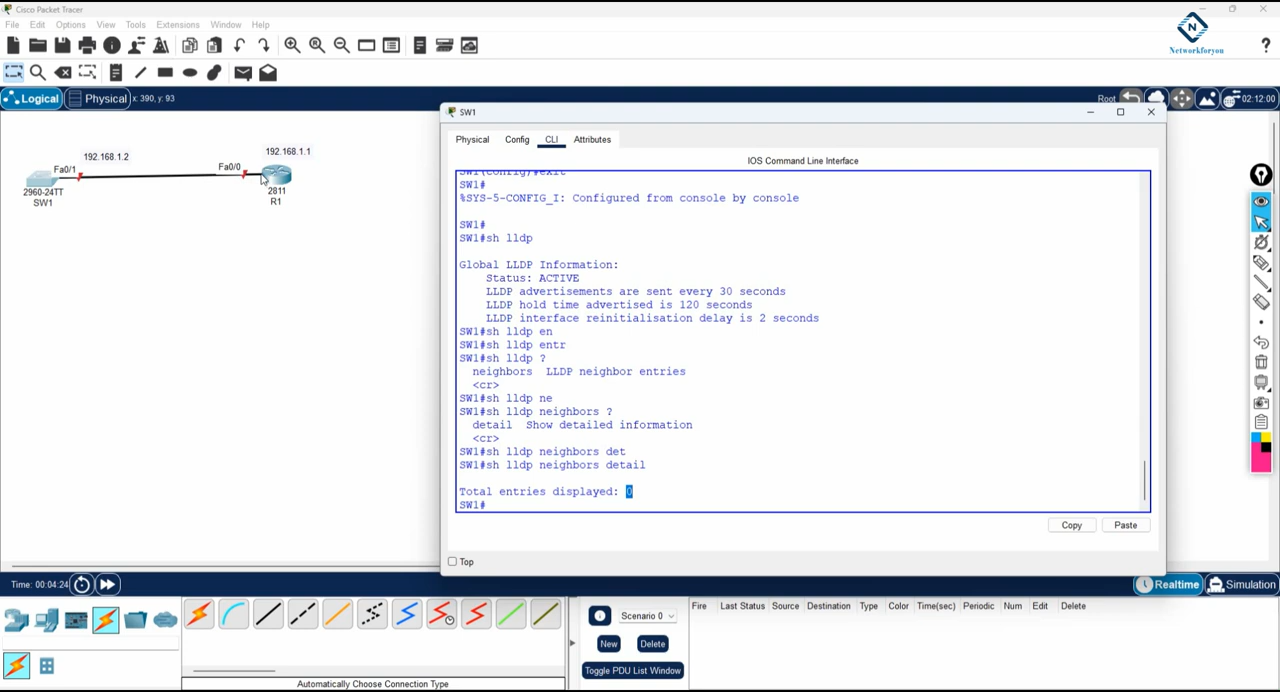 Cisco Packet Tracer
File Edit Options View Tools Extensions Window Help
N
Networkforyou
?
Logical Physical x: 390, y: 93
Root 02:12:00
192.168.1.2
192.168.1.1
Fa0/1
Fa0/0
2960-24TT
SW1
2811
R1
SW1
Physical Config CLI Attributes
IOS Command Line Interface
SW1(config)#exit
SW1#
%SYS-5-CONFIG_I: Configured from console by console
SW1#
SW1#sh lldp
Global LLDP Information:
Status: ACTIVE
LLDP advertisements are sent every 30 seconds
LLDP hold time advertised is 120 seconds
LLDP interface reinitialisation delay is 2 seconds
SW1#sh lldp en
SW1#sh lldp entr
SW1#sh lldp ?
neighbors LLDP neighbor entries
<cr>
SW1#sh lldp ne
SW1#sh lldp neighbors ?
detail Show detailed information
<cr>
SW1#sh lldp neighbors det
SW1#sh lldp neighbors detail
Total entries displayed: 0
SW1#
Copy Paste
Top
Time: 00:04:24
Realtime Simulation
Scenario 0
New Delete
Toggle PDU List Window
Fire Last Status Source Destination Type Color Time(sec) Periodic Num Edit Delete
Automatically Choose Connection Type